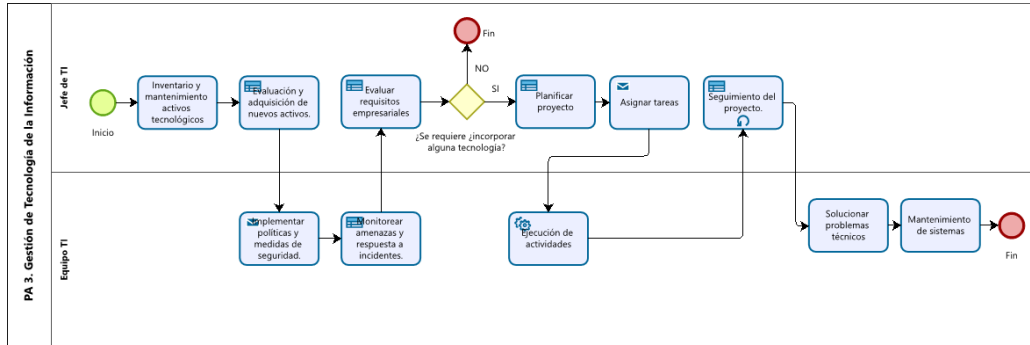 PA 3. Gestión de Tecnología de la Información
Jefe de TI
Inicio
Inventario y
mantenimiento
activos
tecnológicos
Evaluación y
adquisición de
nuevos activos.
Evaluar
requisitos
empresariales
Fin
NO
SI
¿Se requiere ¿incorporar
alguna tecnología?
Planificar
proyecto
Asignar tareas
Seguimiento del
proyecto.
Equipo TI
Implementar
políticas y
medidas de
seguridad.
Monitorear
amenazas y
respuesta a
incidentes.
Ejecución de
actividades
Solucionar
problemas
técnicos
Mantenimiento
de sistemas
Fin